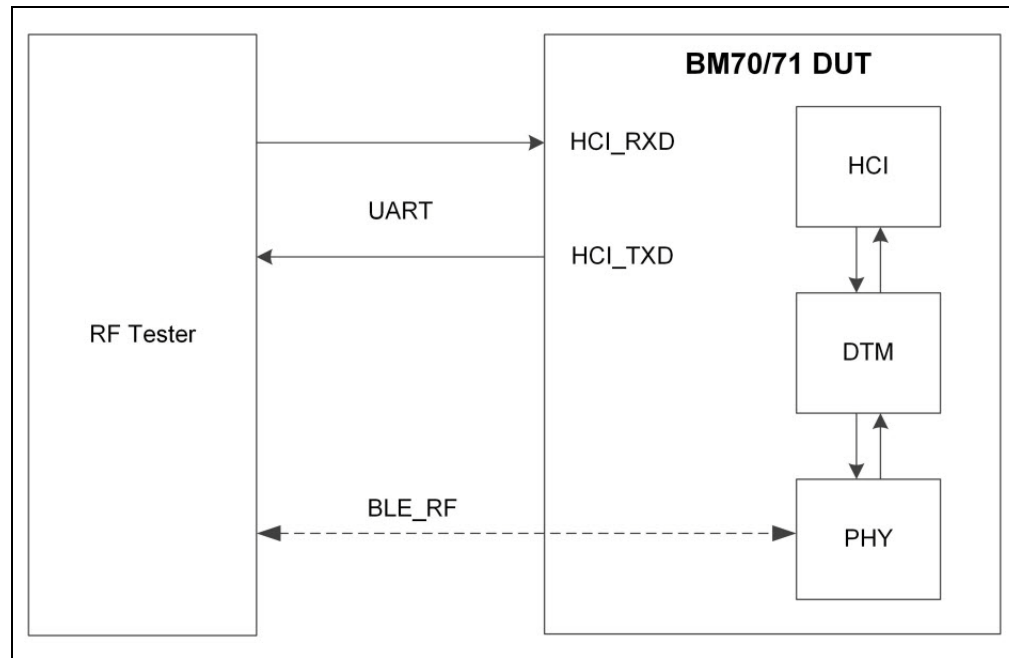 BM70/71 DUT
HCI_RXD
HCI
UART
HCI_TXD
RF Tester
DTM
BLE_RF
PHY